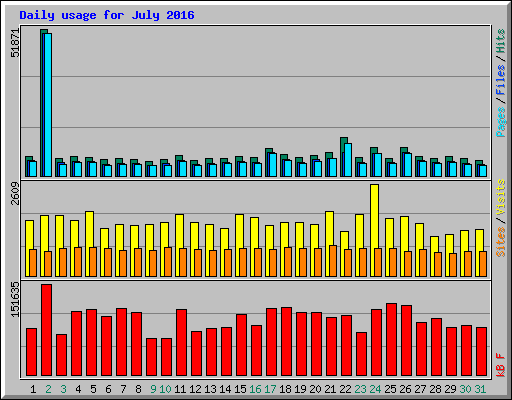 Daily usage for July 2016
51871
Pages / Files / Hits
2609
Sites / Visits
151635
kB F
1 2 3 4 5 6 7 8 9 10 11 12 13 14 15 16 17 18 19 20 21 22 23 24 25 26 27 28 29 30 31